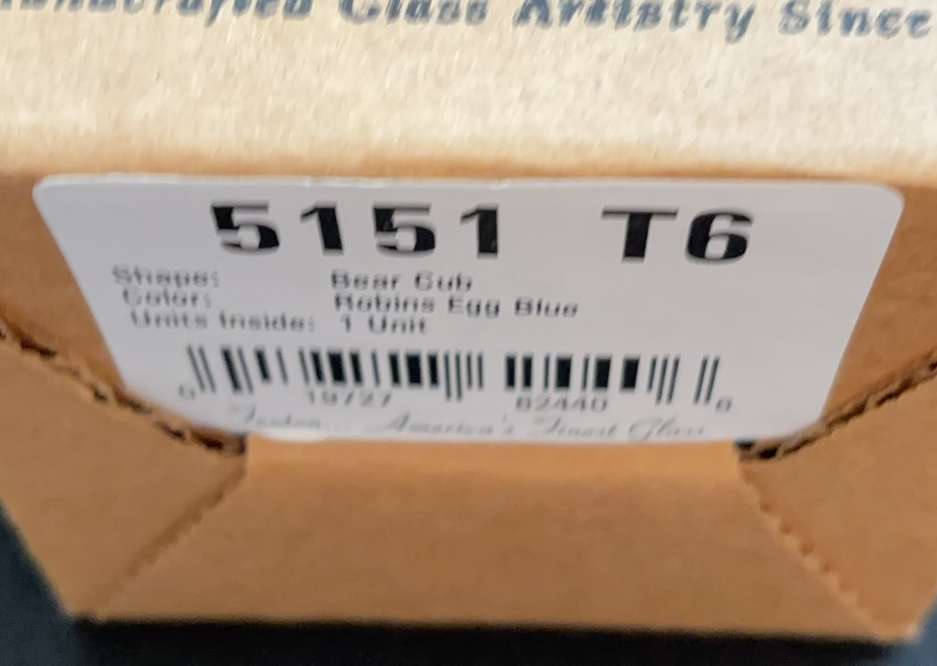 Handcrafted Glass Artistry Since
5151 T6
Shape: Bear Cub
Color: Robins Egg Blue
Units Inside: 1 Unit
0 19727 62440 6
Fenton... America's Finest Glass